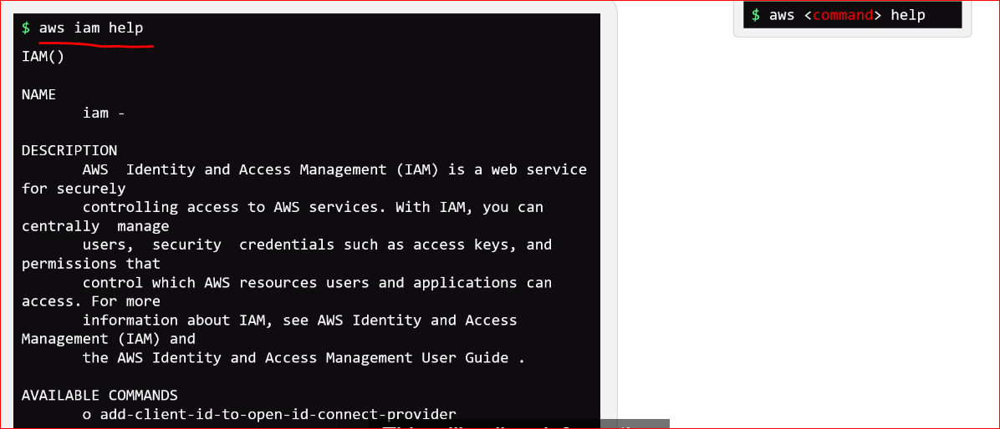 $ aws iam help
IAM()
NAME
iam -
DESCRIPTION
AWS  Identity and Access Management (IAM) is a web service
for securely
controlling access to AWS services. With IAM, you can
centrally  manage
users,  security  credentials such as access keys, and
permissions that
control which AWS resources users and applications can
access. For more
information about IAM, see AWS Identity and Access
Management (IAM) and
the AWS Identity and Access Management User Guide .
AVAILABLE COMMANDS
o add-client-id-to-open-id-connect-provider
$ aws <command> help